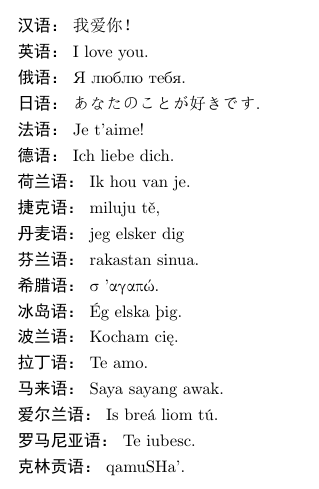 汉语： 我爱你！
英语： I love you.
俄语： Я люблю тебя.
日语： あなたのことが好きです.
法语： Je t'aime!
德语： Ich liebe dich.
荷兰语： Ik hou van je.
捷克语： miluju tě,
丹麦语： jeg elsker dig
芬兰语： rakastan sinua.
希腊语： σ 'αγαπώ.
冰岛语： Ég elska þig.
波兰语： Kocham cię.
拉丁语： Te amo.
马来语： Saya sayang awak.
爱尔兰语： Is breá liom tú.
罗马尼亚语： Te iubesc.
克林贡语： qamuSHa'.